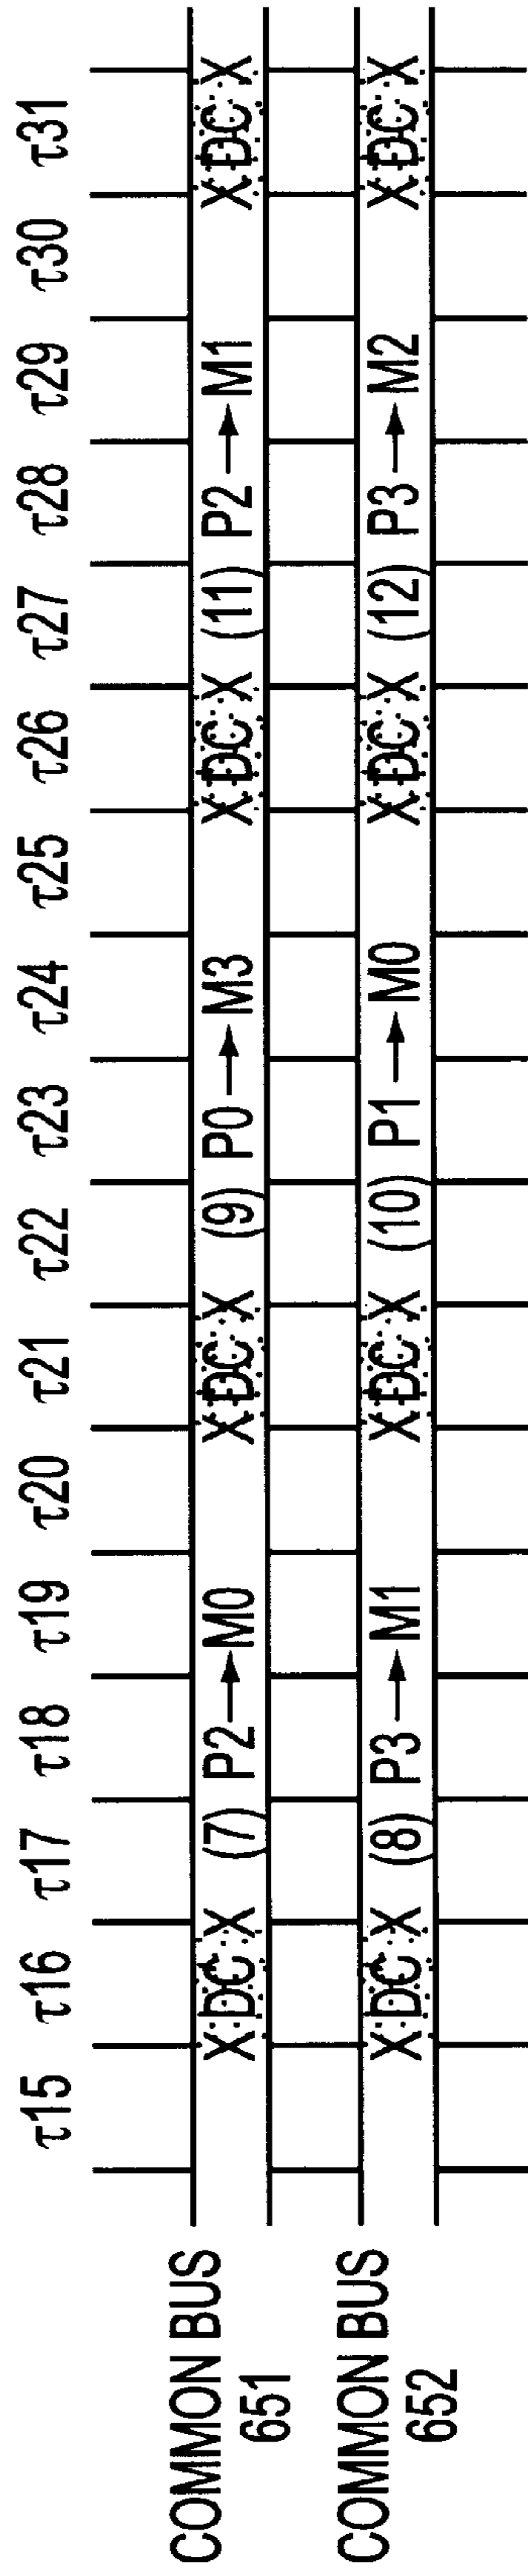 τ15 τ16 τ17 τ18 τ19 τ20 τ21 τ22 τ23 τ24 τ25 τ26 τ27 τ28 τ29 τ30 τ31
COMMON BUS
651
X DC X (7) P2 → M0 X DC X (9) P0 → M3 X DC X (11) P2 → M1 X DC X
COMMON BUS
652
X DC X (8) P3 → M1 X DC X (10) P1 → M0 X DC X (12) P3 → M2 X DC X